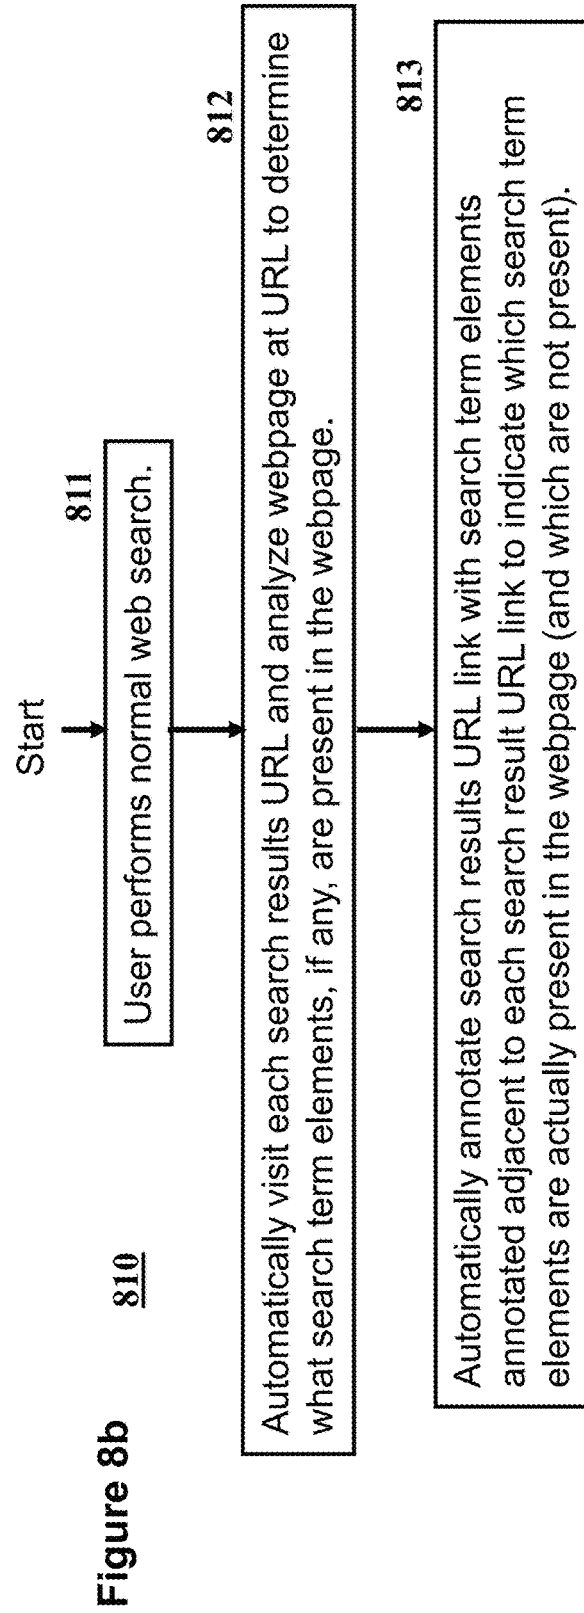 Figure 8b
810
Start
811
User performs normal web search.
812
Automatically visit each search results URL and analyze webpage at URL to determine
what search term elements, if any, are present in the webpage.
813
Automatically annotate search results URL link with search term elements
annotated adjacent to each search result URL link to indicate which search term
elements are actually present in the webpage (and which are not present).